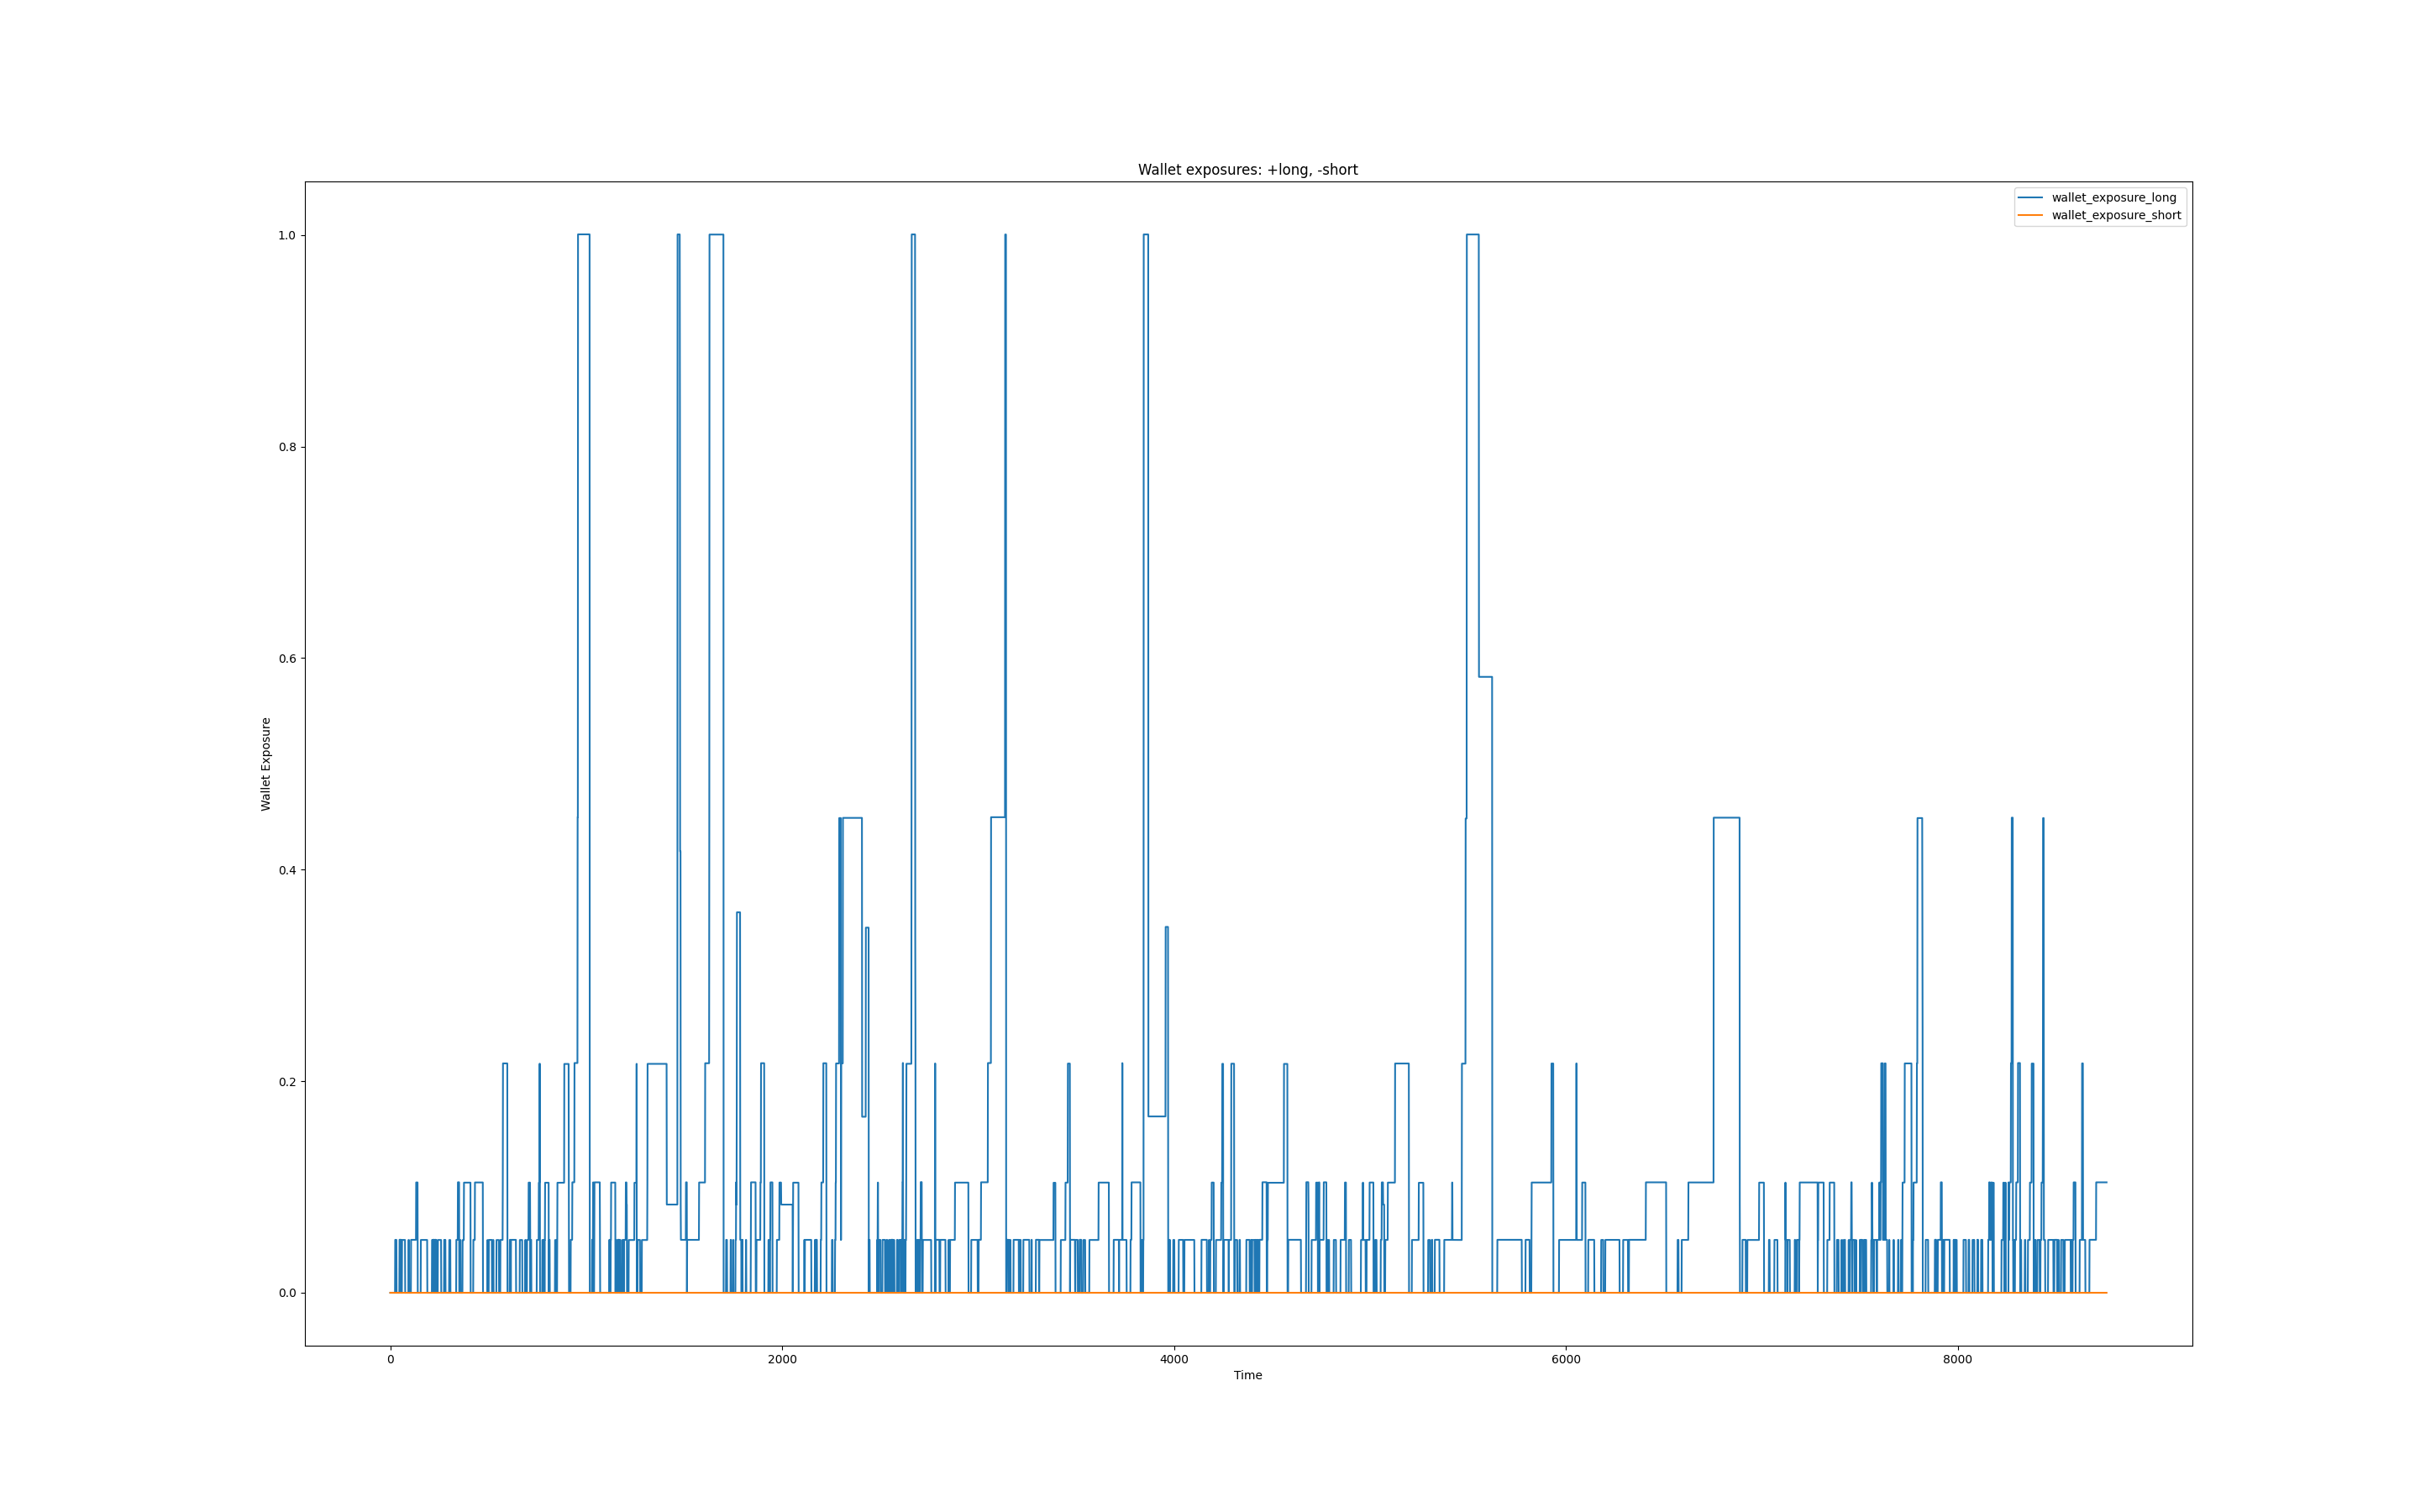 Wallet exposures: +long, -short
wallet_exposure_long
wallet_exposure_short
1.0
0.8
0.6
0.4
0.2
0.0
Wallet Exposure
0
2000
4000
6000
8000
Time